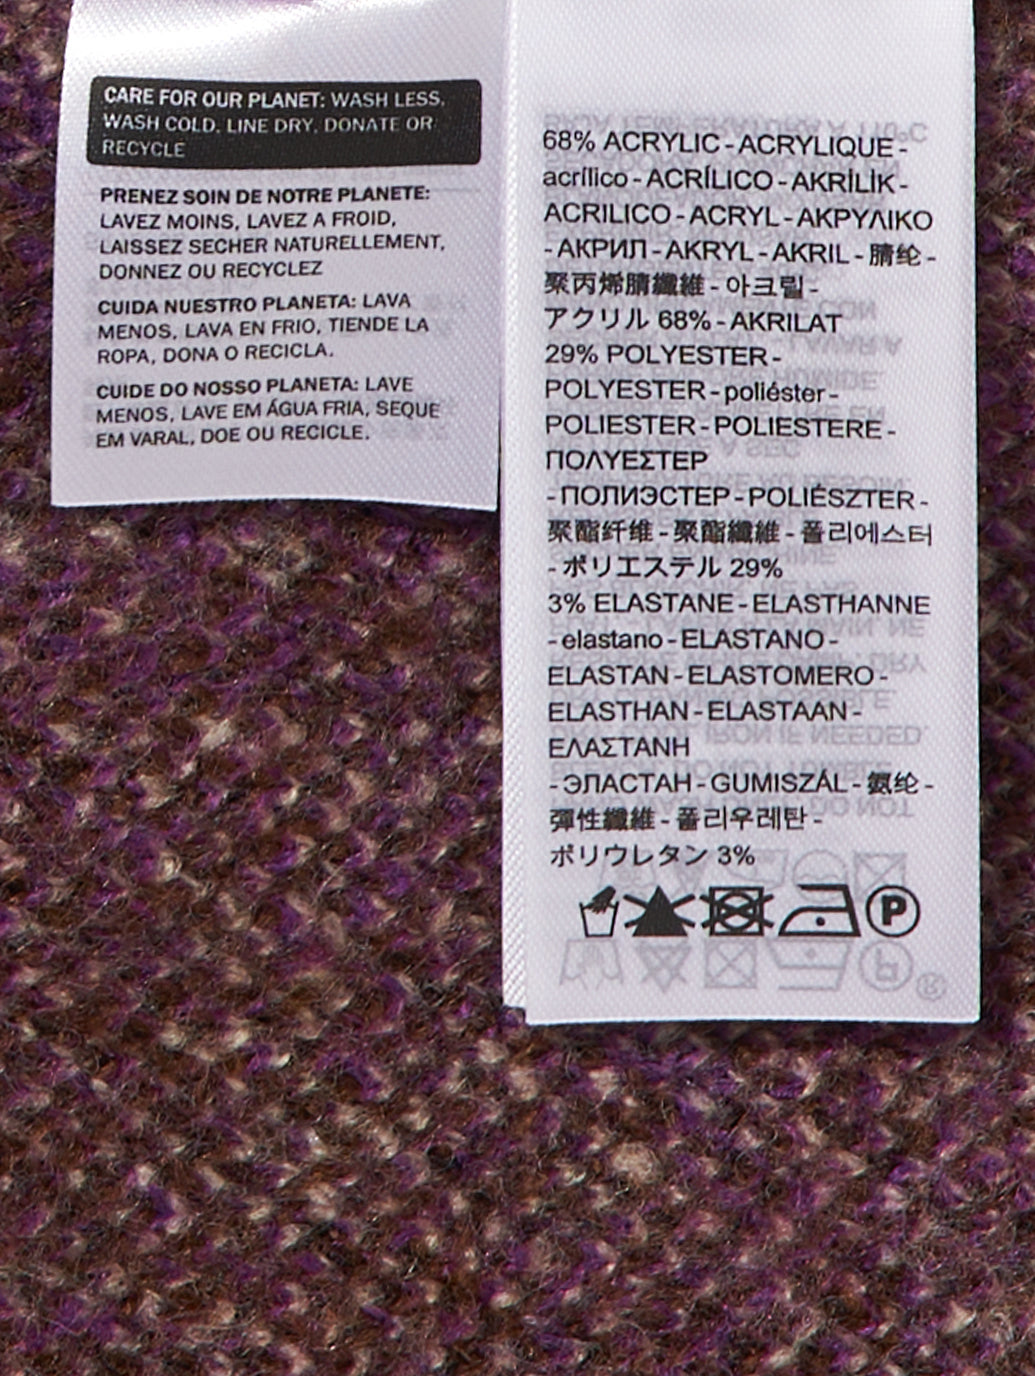 CARE FOR OUR PLANET: WASH LESS,
WASH COLD, LINE DRY, DONATE OR
RECYCLE
PRENEZ SOIN DE NOTRE PLANETE:
LAVEZ MOINS, LAVEZ A FROID,
LAISSEZ SECHER NATURELLEMENT,
DONNEZ OU RECYCLEZ
CUIDA NUESTRO PLANETA: LAVA
MENOS, LAVA EN FRIO, TIENDE LA
ROPA, DONA O RECICLA.
CUIDE DO NOSSO PLANETA: LAVE
MENOS, LAVE EM ÁGUA FRIA, SEQUE
EM VARAL, DOE OU RECICLE.
68% ACRYLIC - ACRYLIQUE -
acrílico - ACRÍLICO - AKRİLİK -
ACRILICO - ACRYL - ΑΚΡΥΛΙΚΟ
- АКРИЛ - AKRYL - AKRIL - 腈纶 -
聚丙烯腈纖維 - 아크릴 -
アクリル 68% - AKRILAT
29% POLYESTER -
POLYESTER - poliéster -
POLIESTER - POLIESTERE -
ΠΟΛΥΕΣΤΕΡ
- ПОЛИЭСТЕР - POLIÉSZTER -
聚酯纤维 - 聚酯纖維 - 폴리에스터
- ポリエステル 29%
3% ELASTANE - ELASTHANNE
- elastano - ELASTANO -
ELASTAN - ELASTOMERO -
ELASTHAN - ELASTAAN -
ΕΛΑΣΤΑΝΗ
- ЭЛАСТАН - GUMISZÁL - 氨纶 -
彈性纖維 - 폴리우레탄 -
ポリウレタン 3%
P